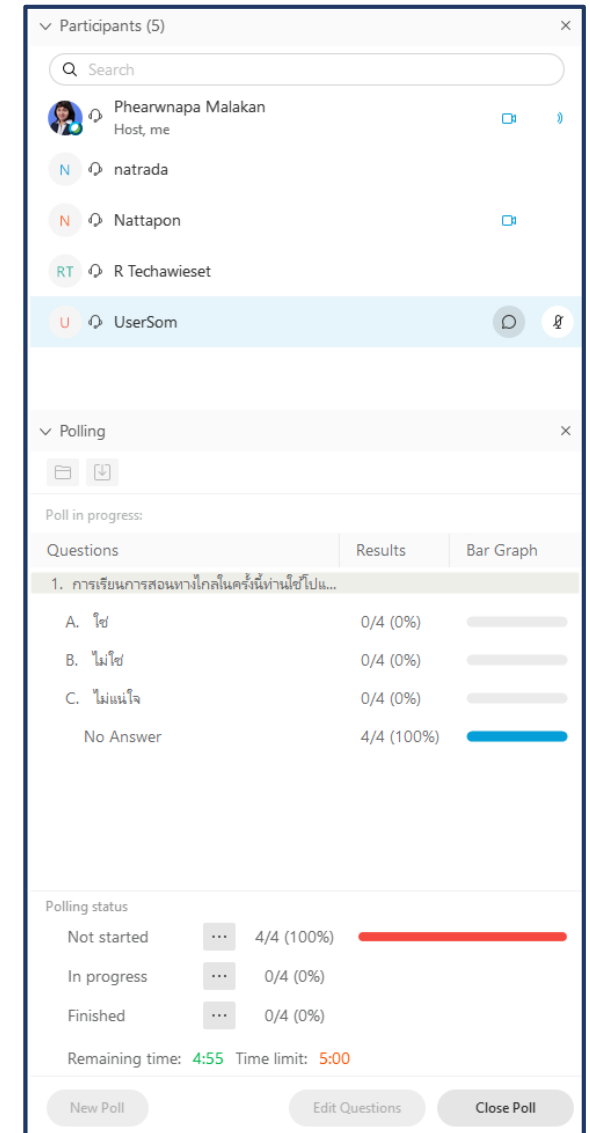 Participants (5)
Search
Phearwnapa Malakan
Host, me
N natrada
N Nattapon
RT R Techawieset
U UserSom
Polling
Poll in progress:
Questions Results Bar Graph
1. การเรียนการสอนทางไกลในครั้งนี้ท่านใช้โปแ...
A. ใช่ 0/4 (0%)
B. ไม่ใช่ 0/4 (0%)
C. ไม่แน่ใจ 0/4 (0%)
No Answer 4/4 (100%)
Polling status
Not started ... 4/4 (100%)
In progress ... 0/4 (0%)
Finished ... 0/4 (0%)
Remaining time: 4:55 Time limit: 5:00
New Poll Edit Questions Close Poll